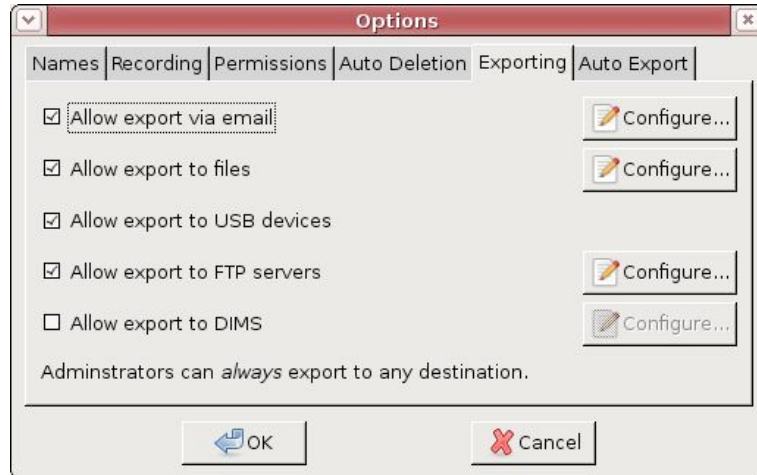 Options
Names Recording Permissions Auto Deletion Exporting Auto Export
Allow export via email Configure...
Allow export to files Configure...
Allow export to USB devices
Allow export to FTP servers Configure...
Allow export to DIMS Configure...
Adminstrators can always export to any destination.
OK Cancel